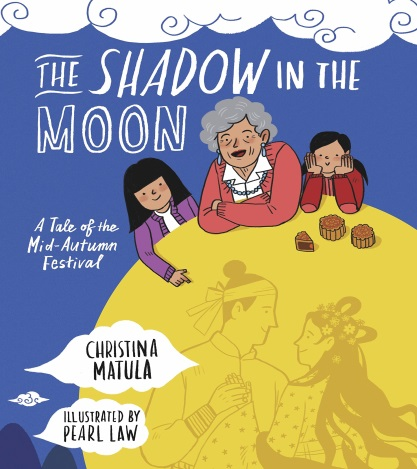 THE SHADOW IN THE
MOON
A Tale of the
Mid-Autumn
Festival
CHRISTINA
MATULA
ILLUSTRATED BY
PEARL LAW